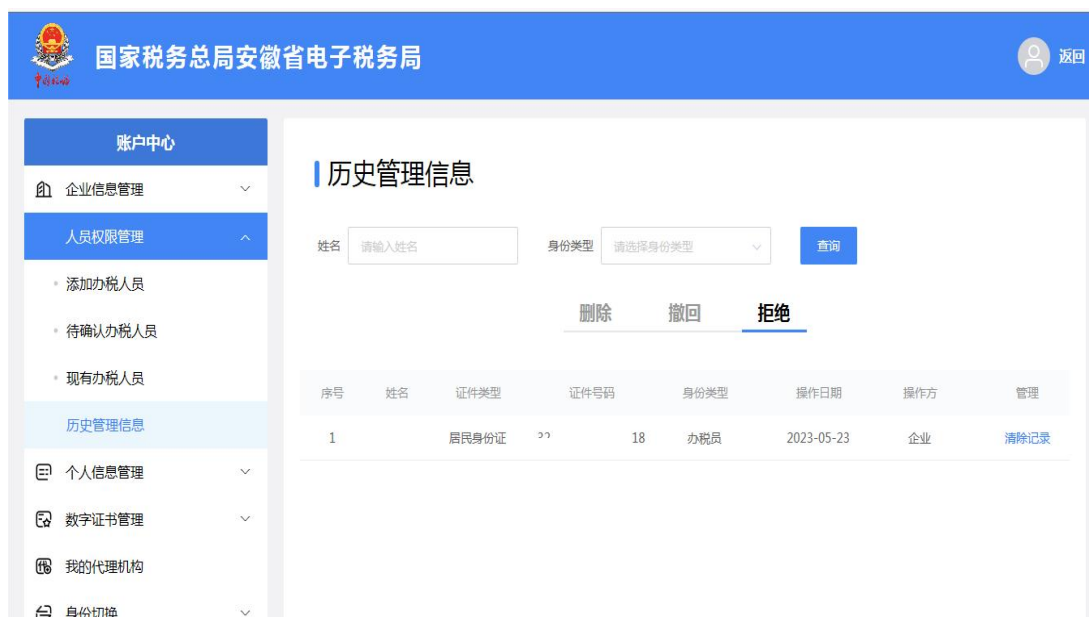 国家税务总局安徽省电子税务局
返回
账户中心
企业信息管理
人员权限管理
添加办税人员
待确认办税人员
现有办税人员
历史管理信息
个人信息管理
数字证书管理
我的代理机构
身份切换
历史管理信息
姓名 请输入姓名 身份类型 请选择身份类型 查询
删除 撤回 拒绝
序号 姓名 证件类型 证件号码 身份类型 操作日期 操作方 管理
1 居民身份证 18 办税员 2023-05-23 企业 清除记录